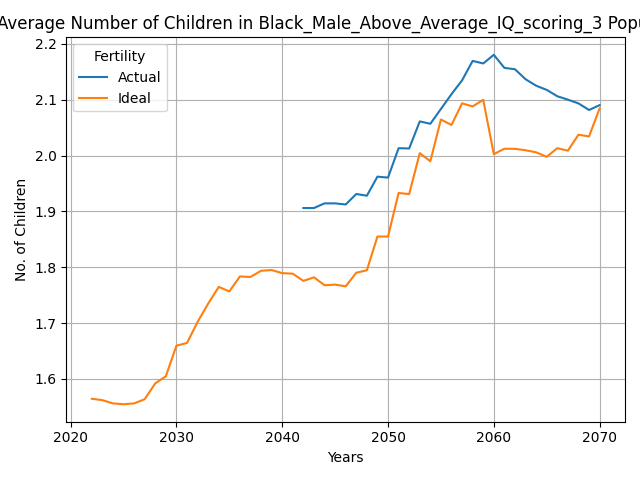 Average Number of Children in Black_Male_Above_Average_IQ_scoring_3 Popu
Fertility
Actual
Ideal
No. of Children
2.2
2.1
2.0
1.9
1.8
1.7
1.6
2020 2030 2040 2050 2060 2070
Years